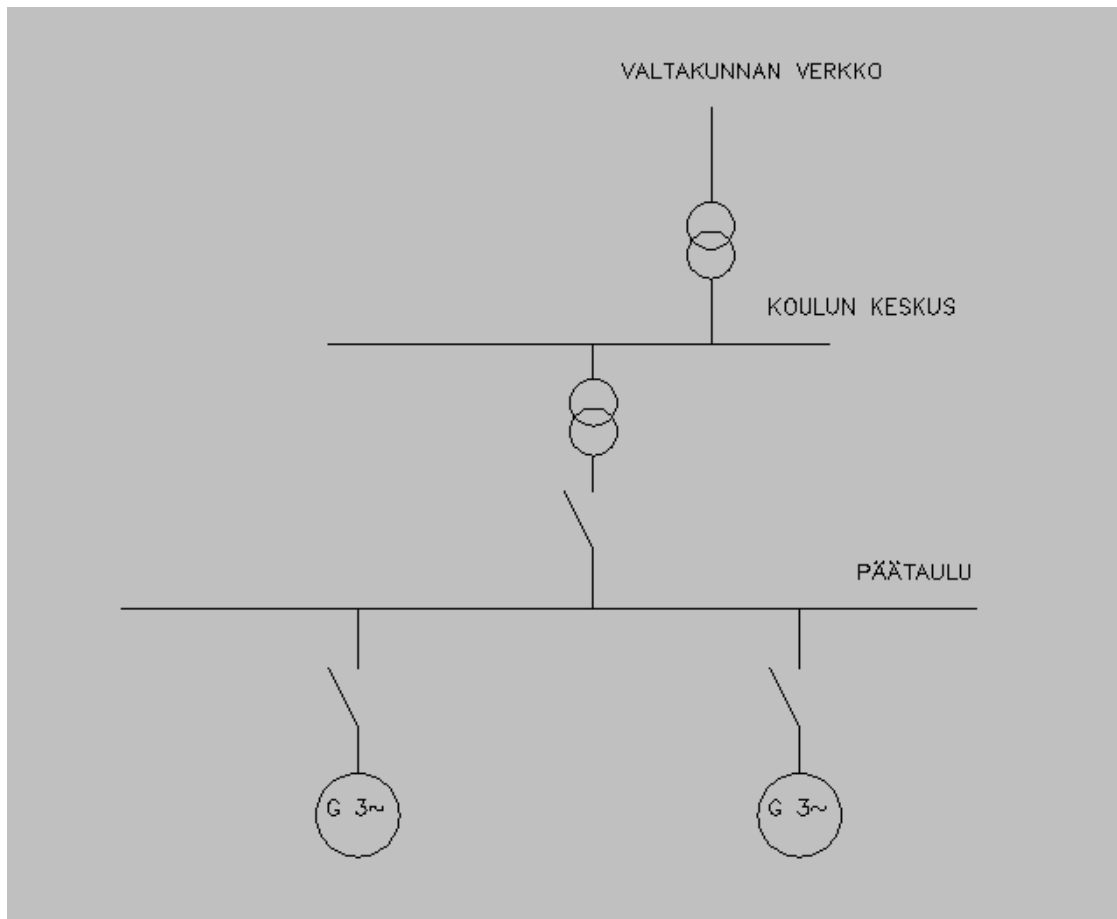 VALTAKUNNAN VERKKO
KOULUN KESKUS
PÄÄTAULU
G 3~
G 3~